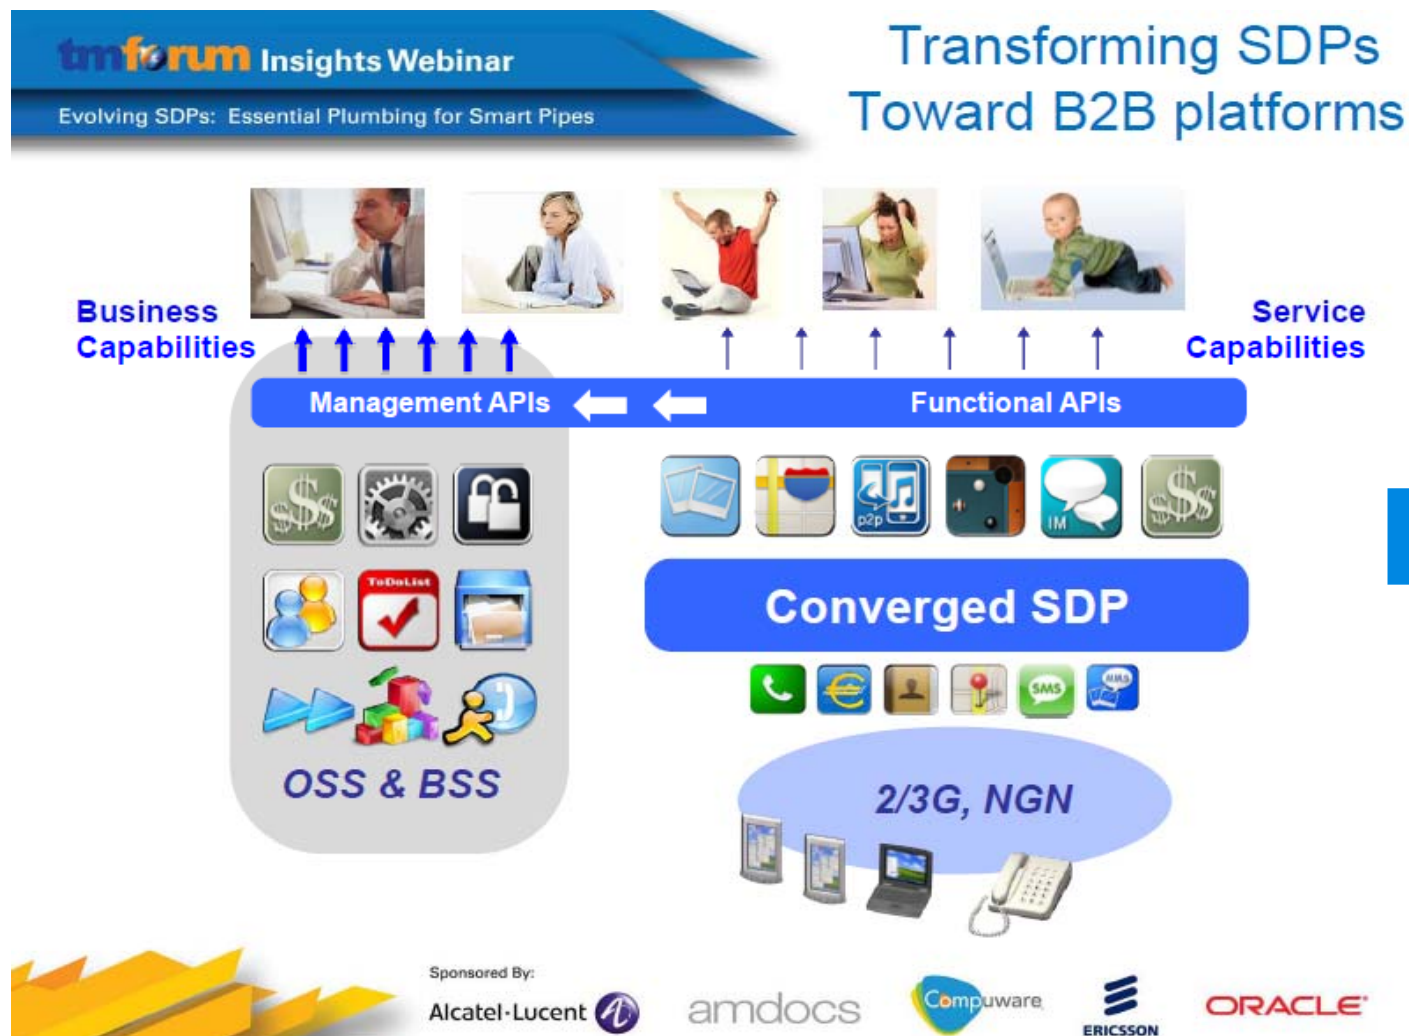 tmforum Insights Webinar
Evolving SDPs: Essential Plumbing for Smart Pipes
Transforming SDPs
Toward B2B platforms
Business
Capabilities
Service
Capabilities
Management APIs
Functional APIs
$$$
p2p
IM
$$$
ToDoList
Converged SDP
€
SMS
MMS
OSS & BSS
2/3G, NGN
Sponsored By:
Alcatel·Lucent
amdocs
Compuware
ERICSSON
ORACLE